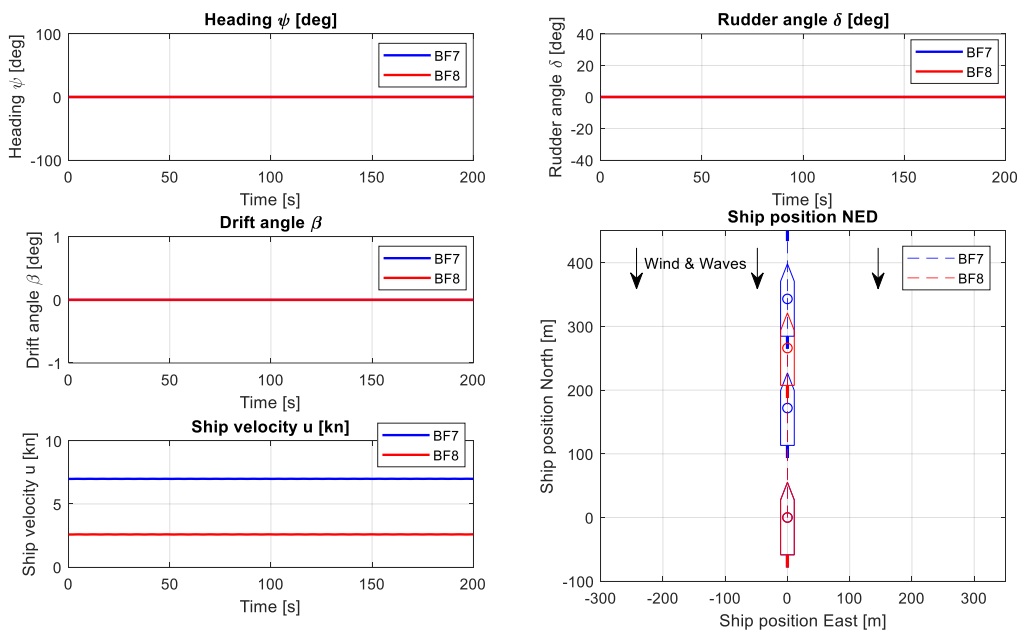 Heading ψ [deg]
Heading ψ [deg]
100
0
-100
BF7
BF8
0
50
100
150
200
Time [s]
Rudder angle δ [deg]
Rudder angle δ [deg]
40
20
0
-20
-40
BF7
BF8
0
50
100
150
200
Time [s]
Drift angle β
Drift angle β [deg]
1
0
-1
BF7
BF8
0
50
100
150
200
Time [s]
Ship velocity u [kn]
Ship velocity u [kn]
10
5
0
BF7
BF8
0
50
100
150
200
Time [s]
Ship position NED
Ship position North [m]
400
300
200
100
0
-100
Wind & Waves
BF7
BF8
-300
-200
-100
0
100
200
300
Ship position East [m]